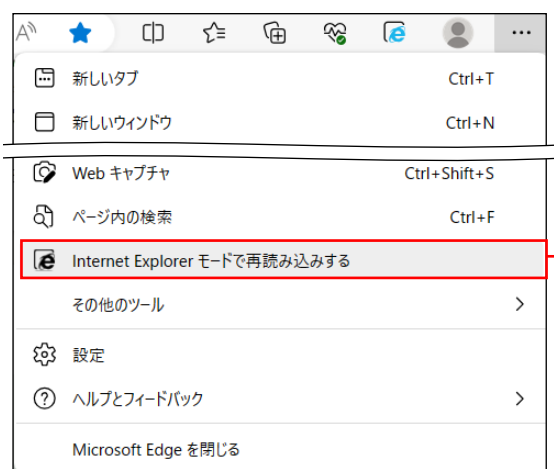 A
新しいタブ Ctrl+T
新しいウィンドウ Ctrl+N
Web キャプチャ Ctrl+Shift+S
ページ内の検索 Ctrl+F
Internet Explorer モードで再読み込みする
その他のツール
設定
ヘルプとフィードバック
Microsoft Edge を閉じる